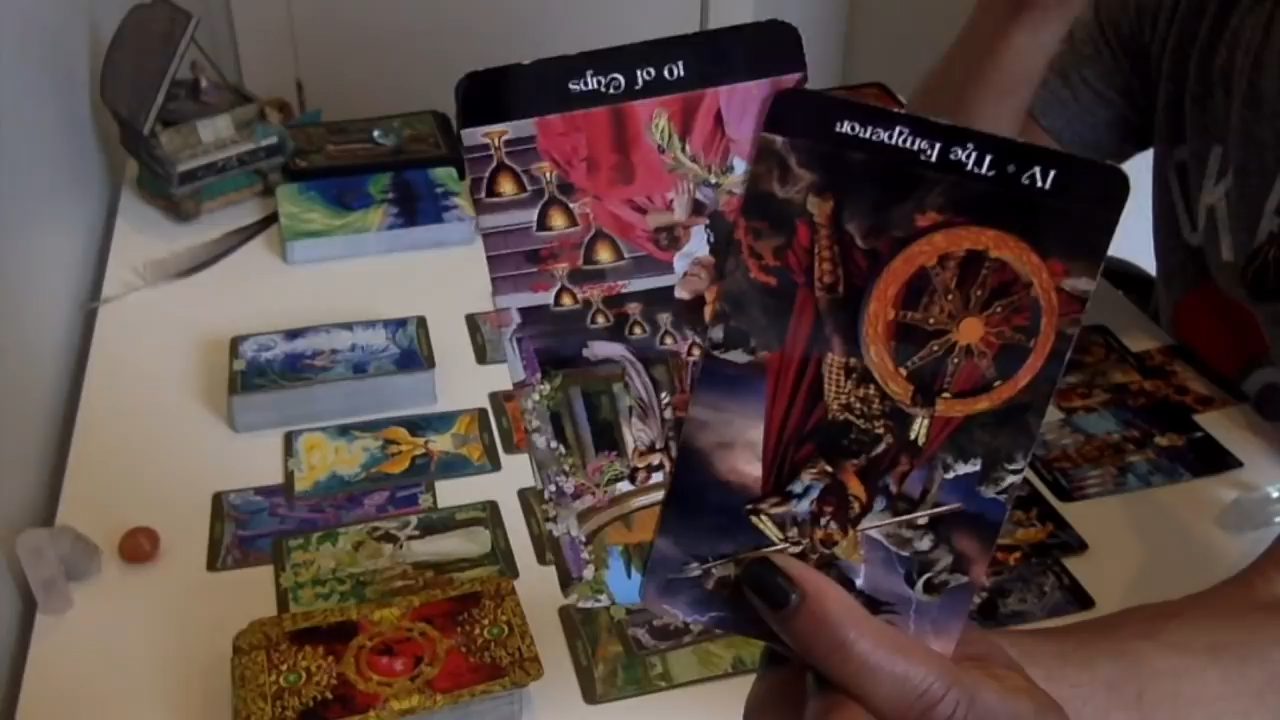 10 of Cups
IV • The Emperor